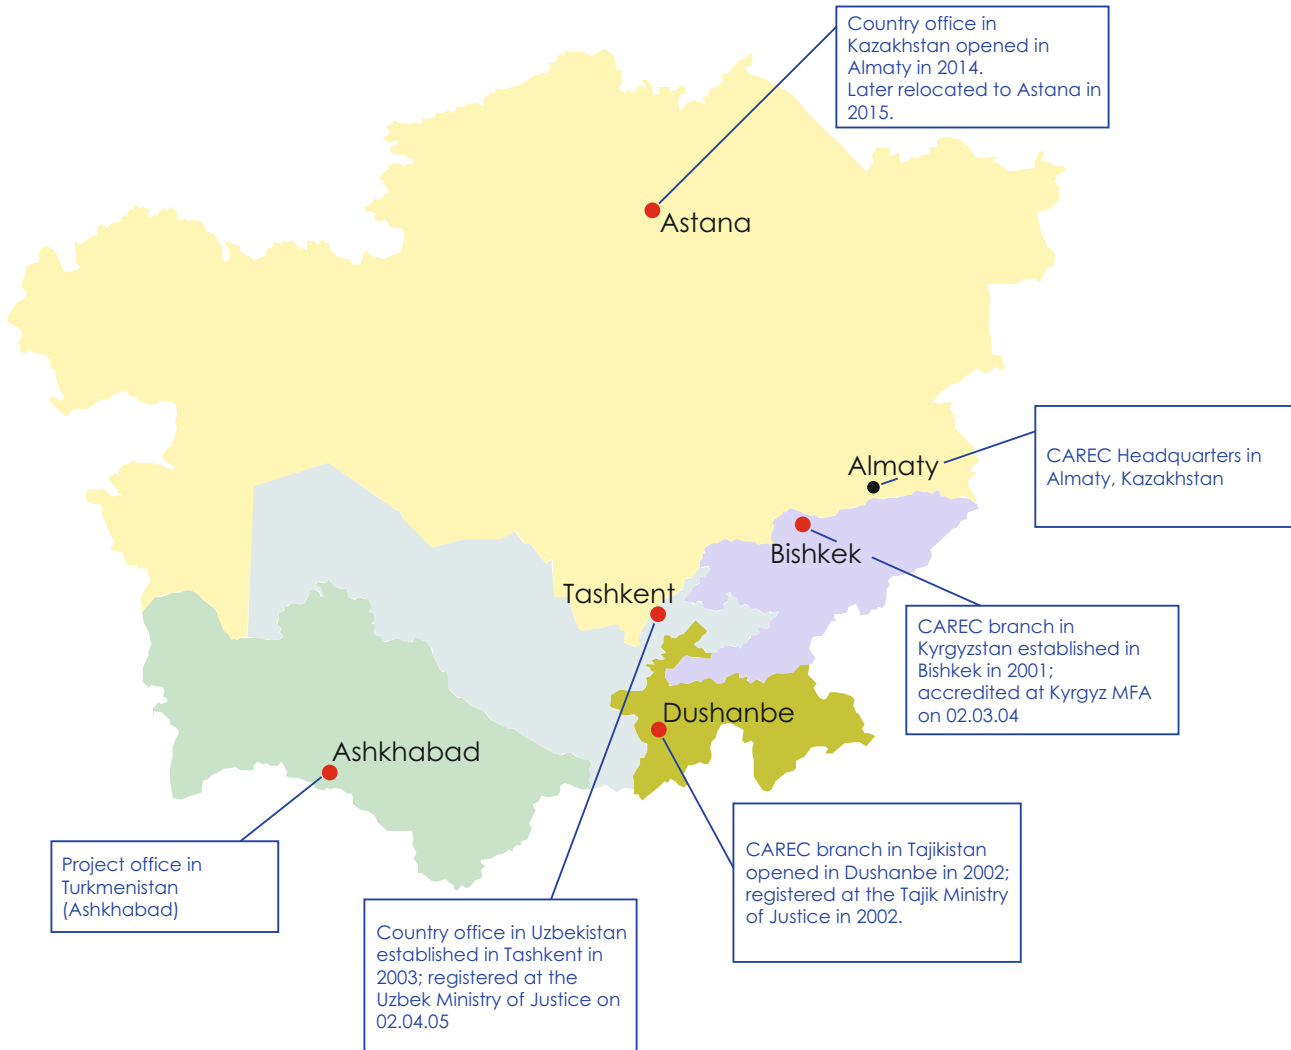 Country office in
Kazakhstan opened in
Almaty in 2014.
Later relocated to Astana in
2015.
Astana
Almaty
CAREC Headquarters in
Almaty, Kazakhstan
Bishkek
Tashkent
CAREC branch in
Kyrgyzstan established in
Bishkek in 2001;
accredited at Kyrgyz MFA
on 02.03.04
Dushanbe
Ashkhabad
Project office in
Turkmenistan
(Ashkhabad)
CAREC branch in Tajikistan
opened in Dushanbe in 2002;
registered at the Tajik Ministry
of Justice in 2002.
Country office in Uzbekistan
established in Tashkent in
2003; registered at the
Uzbek Ministry of Justice on
02.04.05